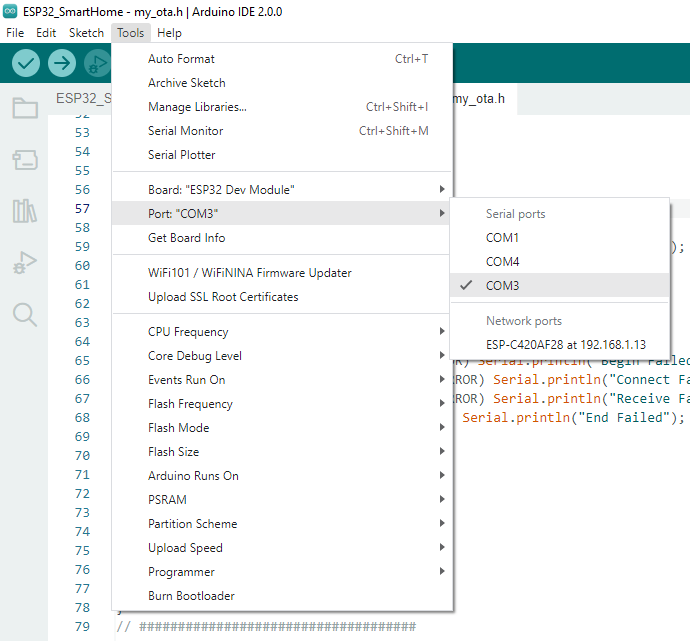 ESP32_SmartHome - my_ota.h | Arduino IDE 2.0.0
File Edit Sketch Tools Help
ESP32_S
my_ota.h
Auto Format Ctrl+T
Archive Sketch
Manage Libraries... Ctrl+Shift+I
Serial Monitor Ctrl+Shift+M
Serial Plotter
Board: "ESP32 Dev Module"
Port: "COM3"
Get Board Info
WiFi101 / WiFiNINA Firmware Updater
Upload SSL Root Certificates
CPU Frequency
Core Debug Level
Events Run On
Flash Frequency
Flash Mode
Flash Size
Arduino Runs On
PSRAM
Partition Scheme
Upload Speed
Programmer
Burn Bootloader
Serial ports
COM1
COM4
COM3
Network ports
ESP-C420AF28 at 192.168.1.13
52
53
54
55
56
57
58
59 );
60
61
62
63
64
65 R) Serial.println("Begin Failed
66 ROR) Serial.println("Connect Fa
67 ROR) Serial.println("Receive Fa
68 Serial.println("End Failed");
69
70
71
72
73
74
75
76
77
78 }
79 // ####################################